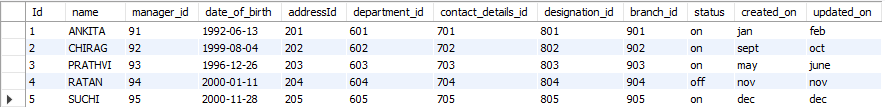 Id name manager_id date_of_birth addressId department_id contact_details_id designation_id branch_id status created_on updated_on
1 ANKITA 91 1992-06-13 201 601 701 801 901 on jan feb
2 CHIRAG 92 1999-08-04 202 602 702 802 902 on sept oct
3 PRATHVI 93 1996-12-26 203 603 703 803 903 on may june
4 RATAN 94 2000-01-11 204 604 704 804 904 off nov nov
5 SUCHI 95 2000-11-28 205 605 705 805 905 on dec dec